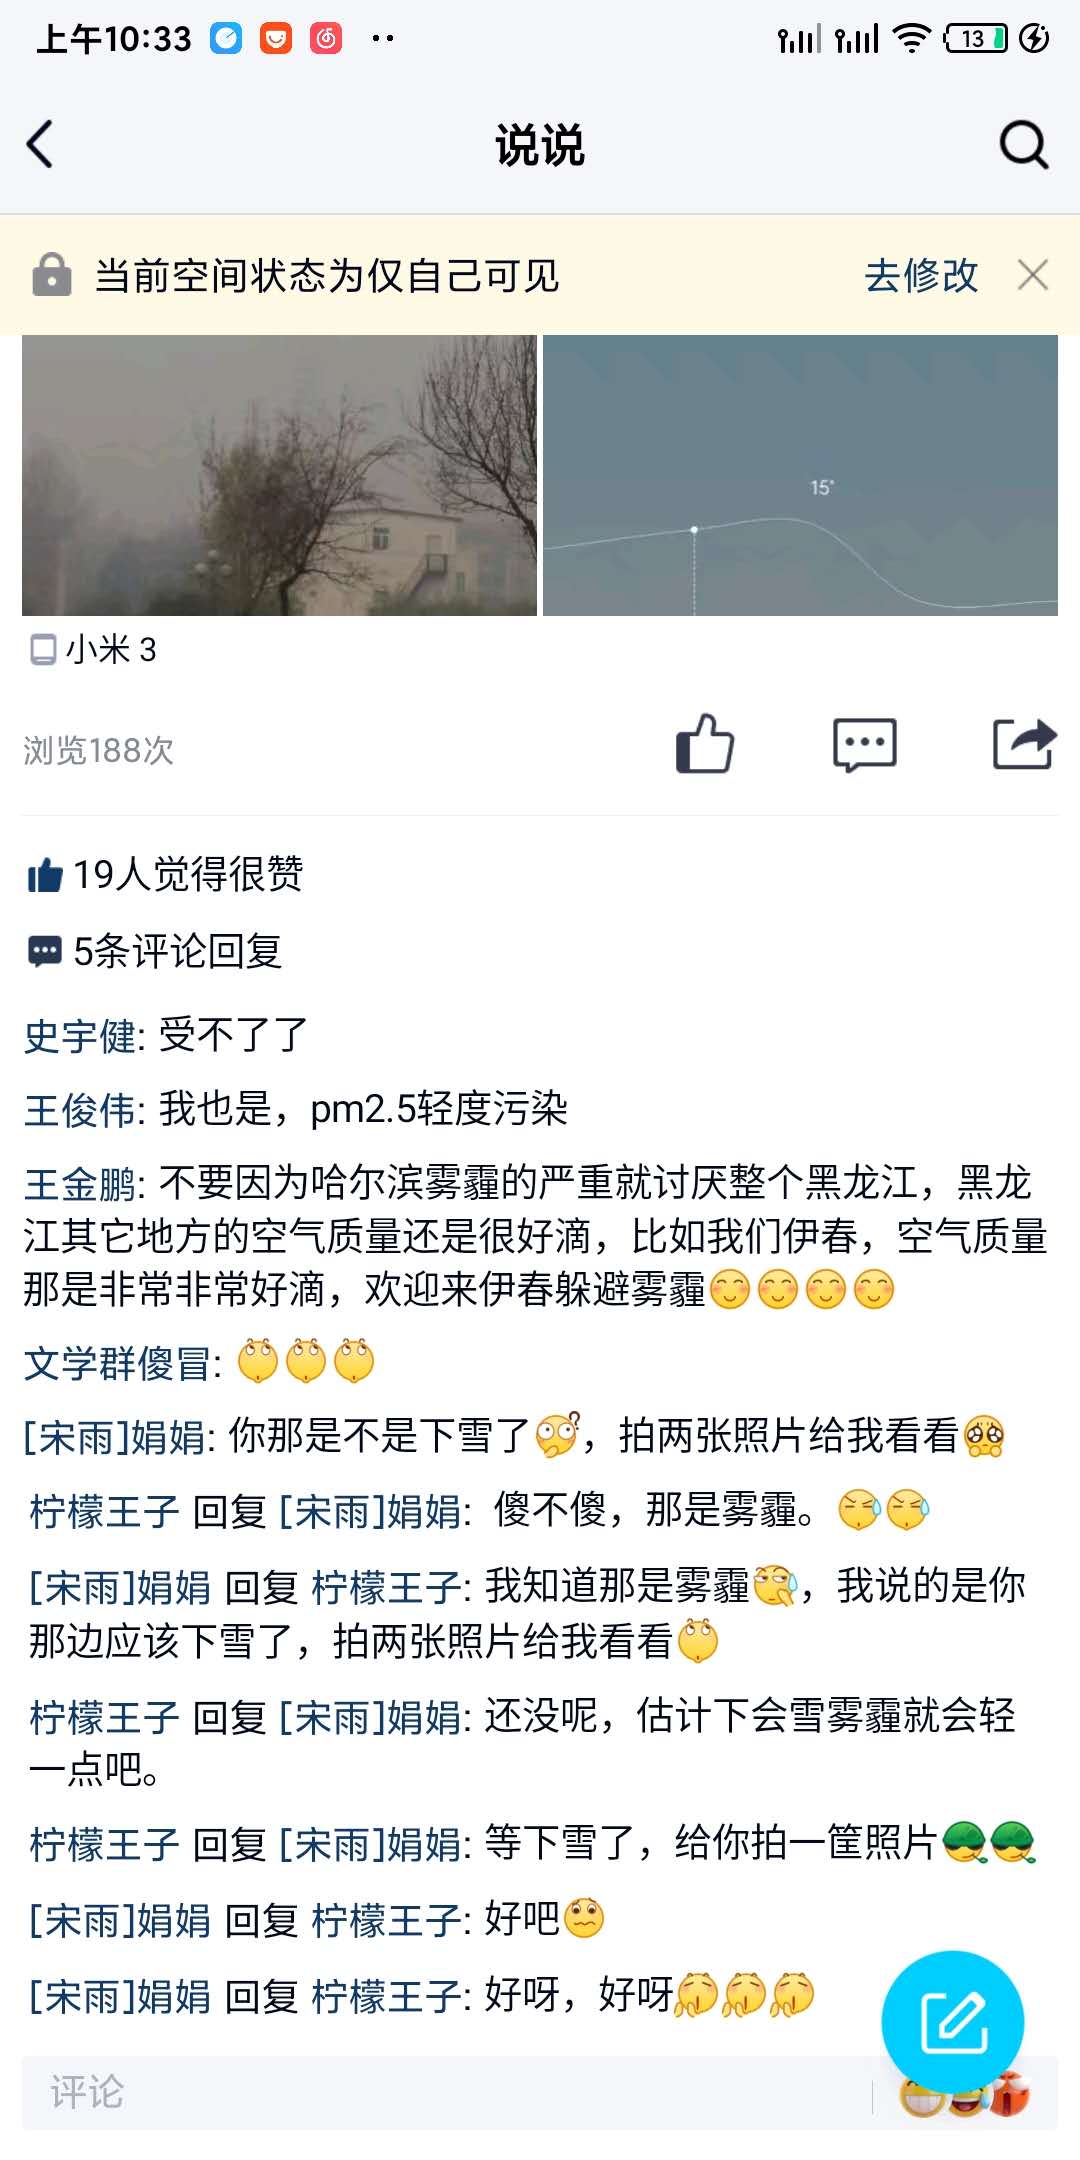 上午10:33
13
说说
当前空间状态为仅自己可见 去修改
15°
小米 3
浏览188次
19人觉得很赞
5条评论回复
史宇健: 受不了了
王俊伟: 我也是，pm2.5轻度污染
王金鹏: 不要因为哈尔滨雾霾的严重就讨厌整个黑龙江，黑龙
江其它地方的空气质量还是很好滴，比如我们伊春，空气质量
那是非常非常好滴，欢迎来伊春躲避雾霾😊😊😊😊
文学群傻冒:
[宋雨]娟娟: 你那是不是下雪了，拍两张照片给我看看
柠檬王子 回复 [宋雨]娟娟: 傻不傻，那是雾霾。
[宋雨]娟娟 回复 柠檬王子: 我知道那是雾霾，我说的是你
那边应该下雪了，拍两张照片给我看看
柠檬王子 回复 [宋雨]娟娟: 还没呢，估计下会雪雾霾就会轻
一点吧。
柠檬王子 回复 [宋雨]娟娟: 等下雪了，给你拍一筐照片
[宋雨]娟娟 回复 柠檬王子: 好吧
[宋雨]娟娟 回复 柠檬王子: 好呀，好呀
评论